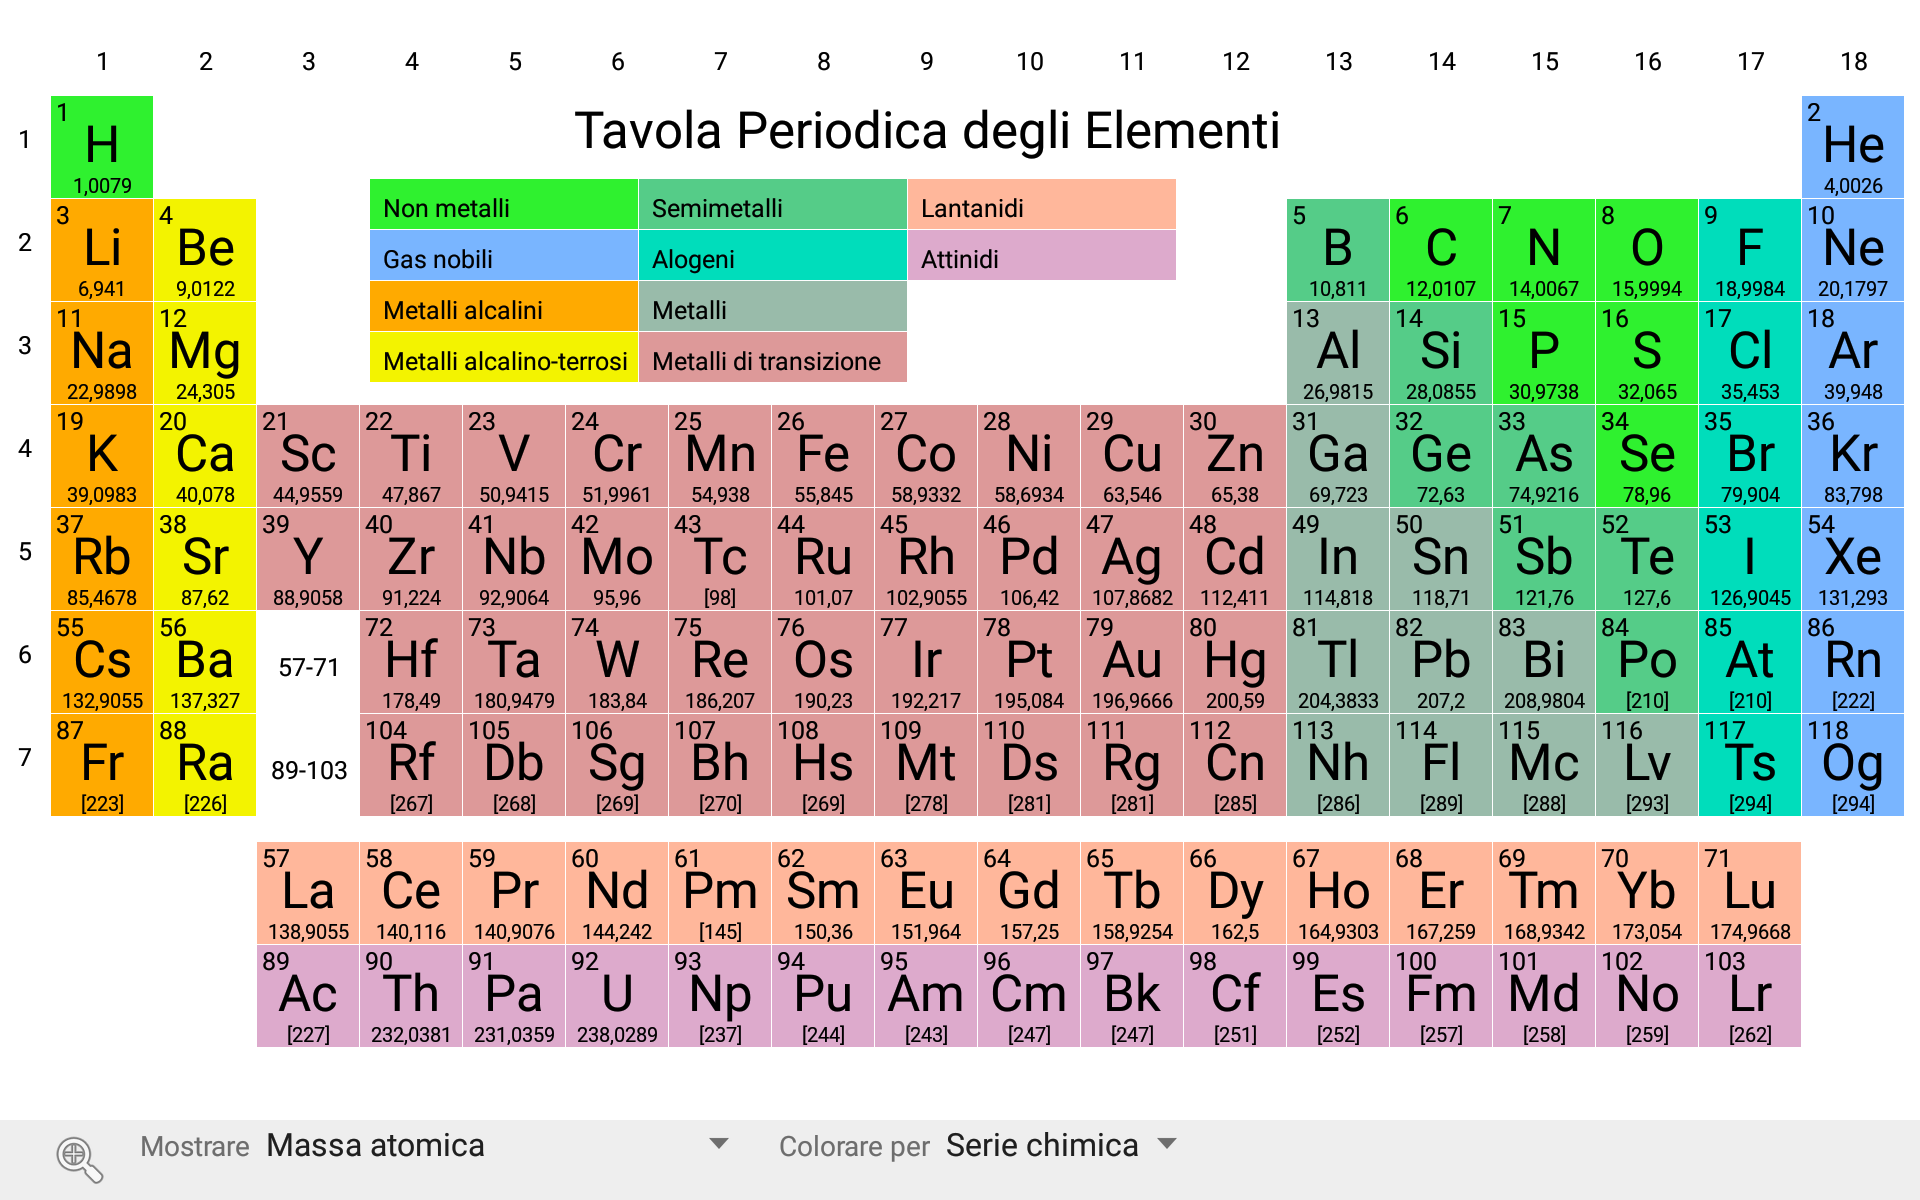 1 2 3 4 5 6 7 8 9 10 11 12 13 14 15 16 17 18
Tavola Periodica degli Elementi
1
1 2
H He
1,0079 4,0026
Non metalli Semimetalli Lantanidi
Gas nobili Alogeni Attinidi
Metalli alcalini Metalli
Metalli alcalino-terrosi Metalli di transizione
2
3 4 5 6 7 8 9 10
Li Be B C N O F Ne
6,941 9,0122 10,811 12,0107 14,0067 15,9994 18,9984 20,1797
3
11 12 13 14 15 16 17 18
Na Mg Al Si P S Cl Ar
22,9898 24,305 26,9815 28,0855 30,9738 32,065 35,453 39,948
4
19 20 21 22 23 24 25 26 27 28 29 30 31 32 33 34 35 36
K Ca Sc Ti V Cr Mn Fe Co Ni Cu Zn Ga Ge As Se Br Kr
39,0983 40,078 44,9559 47,867 50,9415 51,9961 54,938 55,845 58,9332 58,6934 63,546 65,38 69,723 72,63 74,9216 78,96 79,904 83,798
5
37 38 39 40 41 42 43 44 45 46 47 48 49 50 51 52 53 54
Rb Sr Y Zr Nb Mo Tc Ru Rh Pd Ag Cd In Sn Sb Te I Xe
85,4678 87,62 88,9058 91,224 92,9064 95,96 [98] 101,07 102,9055 106,42 107,8682 112,411 114,818 118,71 121,76 127,6 126,9045 131,293
6
55 56 72 73 74 75 76 77 78 79 80 81 82 83 84 85 86
Cs Ba 57-71 Hf Ta W Re Os Ir Pt Au Hg Tl Pb Bi Po At Rn
132,9055 137,327 178,49 180,9479 183,84 186,207 190,23 192,217 195,084 196,9666 200,59 204,3833 207,2 208,9804 [210] [210] [222]
7
87 88 104 105 106 107 108 109 110 111 112 113 114 115 116 117 118
Fr Ra 89-103 Rf Db Sg Bh Hs Mt Ds Rg Cn Nh Fl Mc Lv Ts Og
[223] [226] [267] [268] [269] [270] [269] [278] [281] [281] [285] [286] [289] [288] [293] [294] [294]
57 58 59 60 61 62 63 64 65 66 67 68 69 70 71
La Ce Pr Nd Pm Sm Eu Gd Tb Dy Ho Er Tm Yb Lu
138,9055 140,116 140,9076 144,242 [145] 150,36 151,964 157,25 158,9254 162,5 164,9303 167,259 168,9342 173,054 174,9668
89 90 91 92 93 94 95 96 97 98 99 100 101 102 103
Ac Th Pa U Np Pu Am Cm Bk Cf Es Fm Md No Lr
[227] 232,0381 231,0359 238,0289 [237] [244] [243] [247] [247] [251] [252] [257] [258] [259] [262]
Mostrare Massa atomica Colorare per Serie chimica